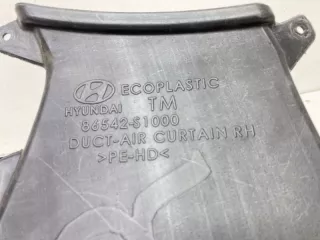 ECOPLASTIC
HYUNDAI TM
86542-S1000
DUCT-AIR CURTAIN RH
>PE-HD<